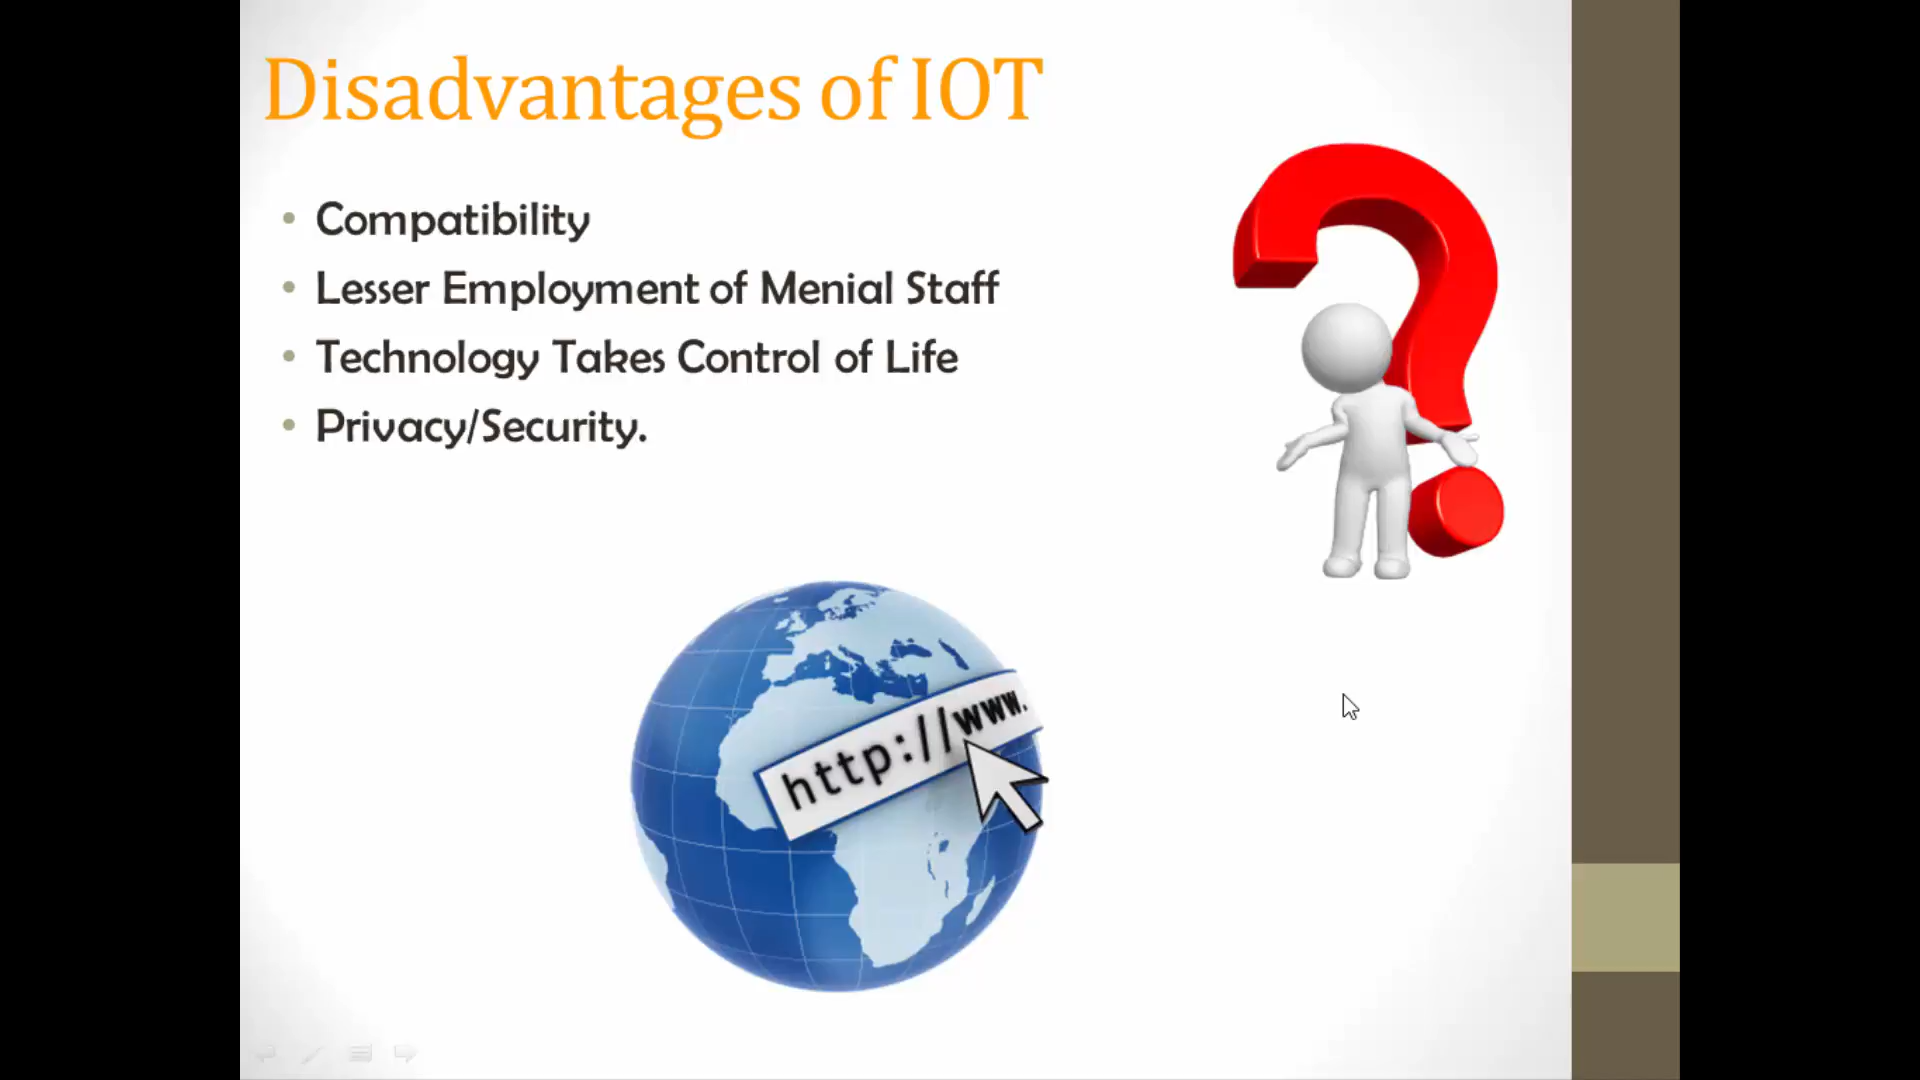 Disadvantages of IOT
• Compatibility
• Lesser Employment of Menial Staff
• Technology Takes Control of Life
• Privacy/Security.
http://www.